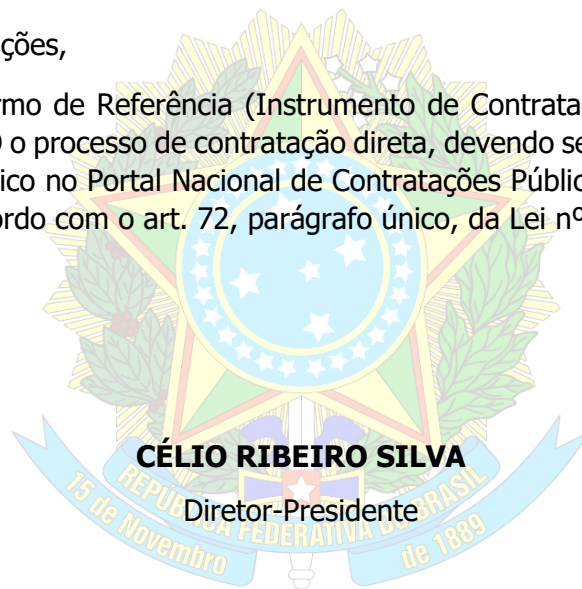 ções,
rmo de Referência (Instrumento de Contrata
o processo de contratação direta, devendo se
ico no Portal Nacional de Contratações Públic
ordo com o art. 72, parágrafo único, da Lei nº
CÉLIO RIBEIRO SILVA
Diretor-Presidente
REPÚBLICA FEDERATIVA DO BRASIL
15 de Novembro de 1889